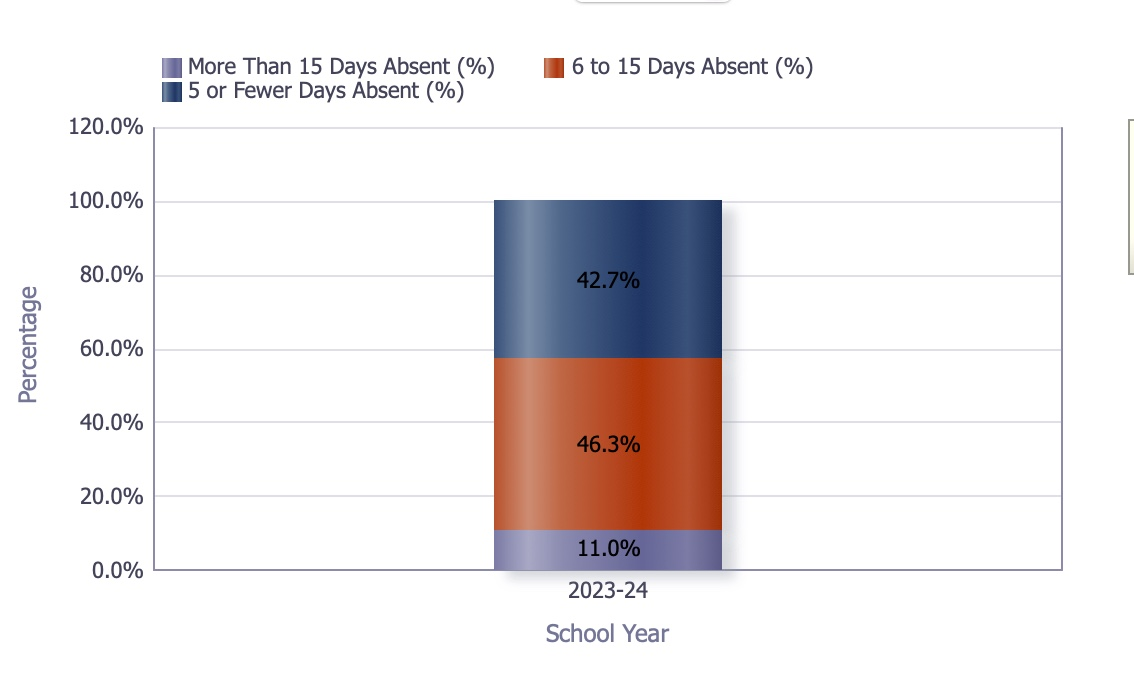 More Than 15 Days Absent (%)
6 to 15 Days Absent (%)
5 or Fewer Days Absent (%)
120.0%
100.0%
80.0%
60.0%
40.0%
20.0%
0.0%
Percentage
42.7%
46.3%
11.0%
2023-24
School Year